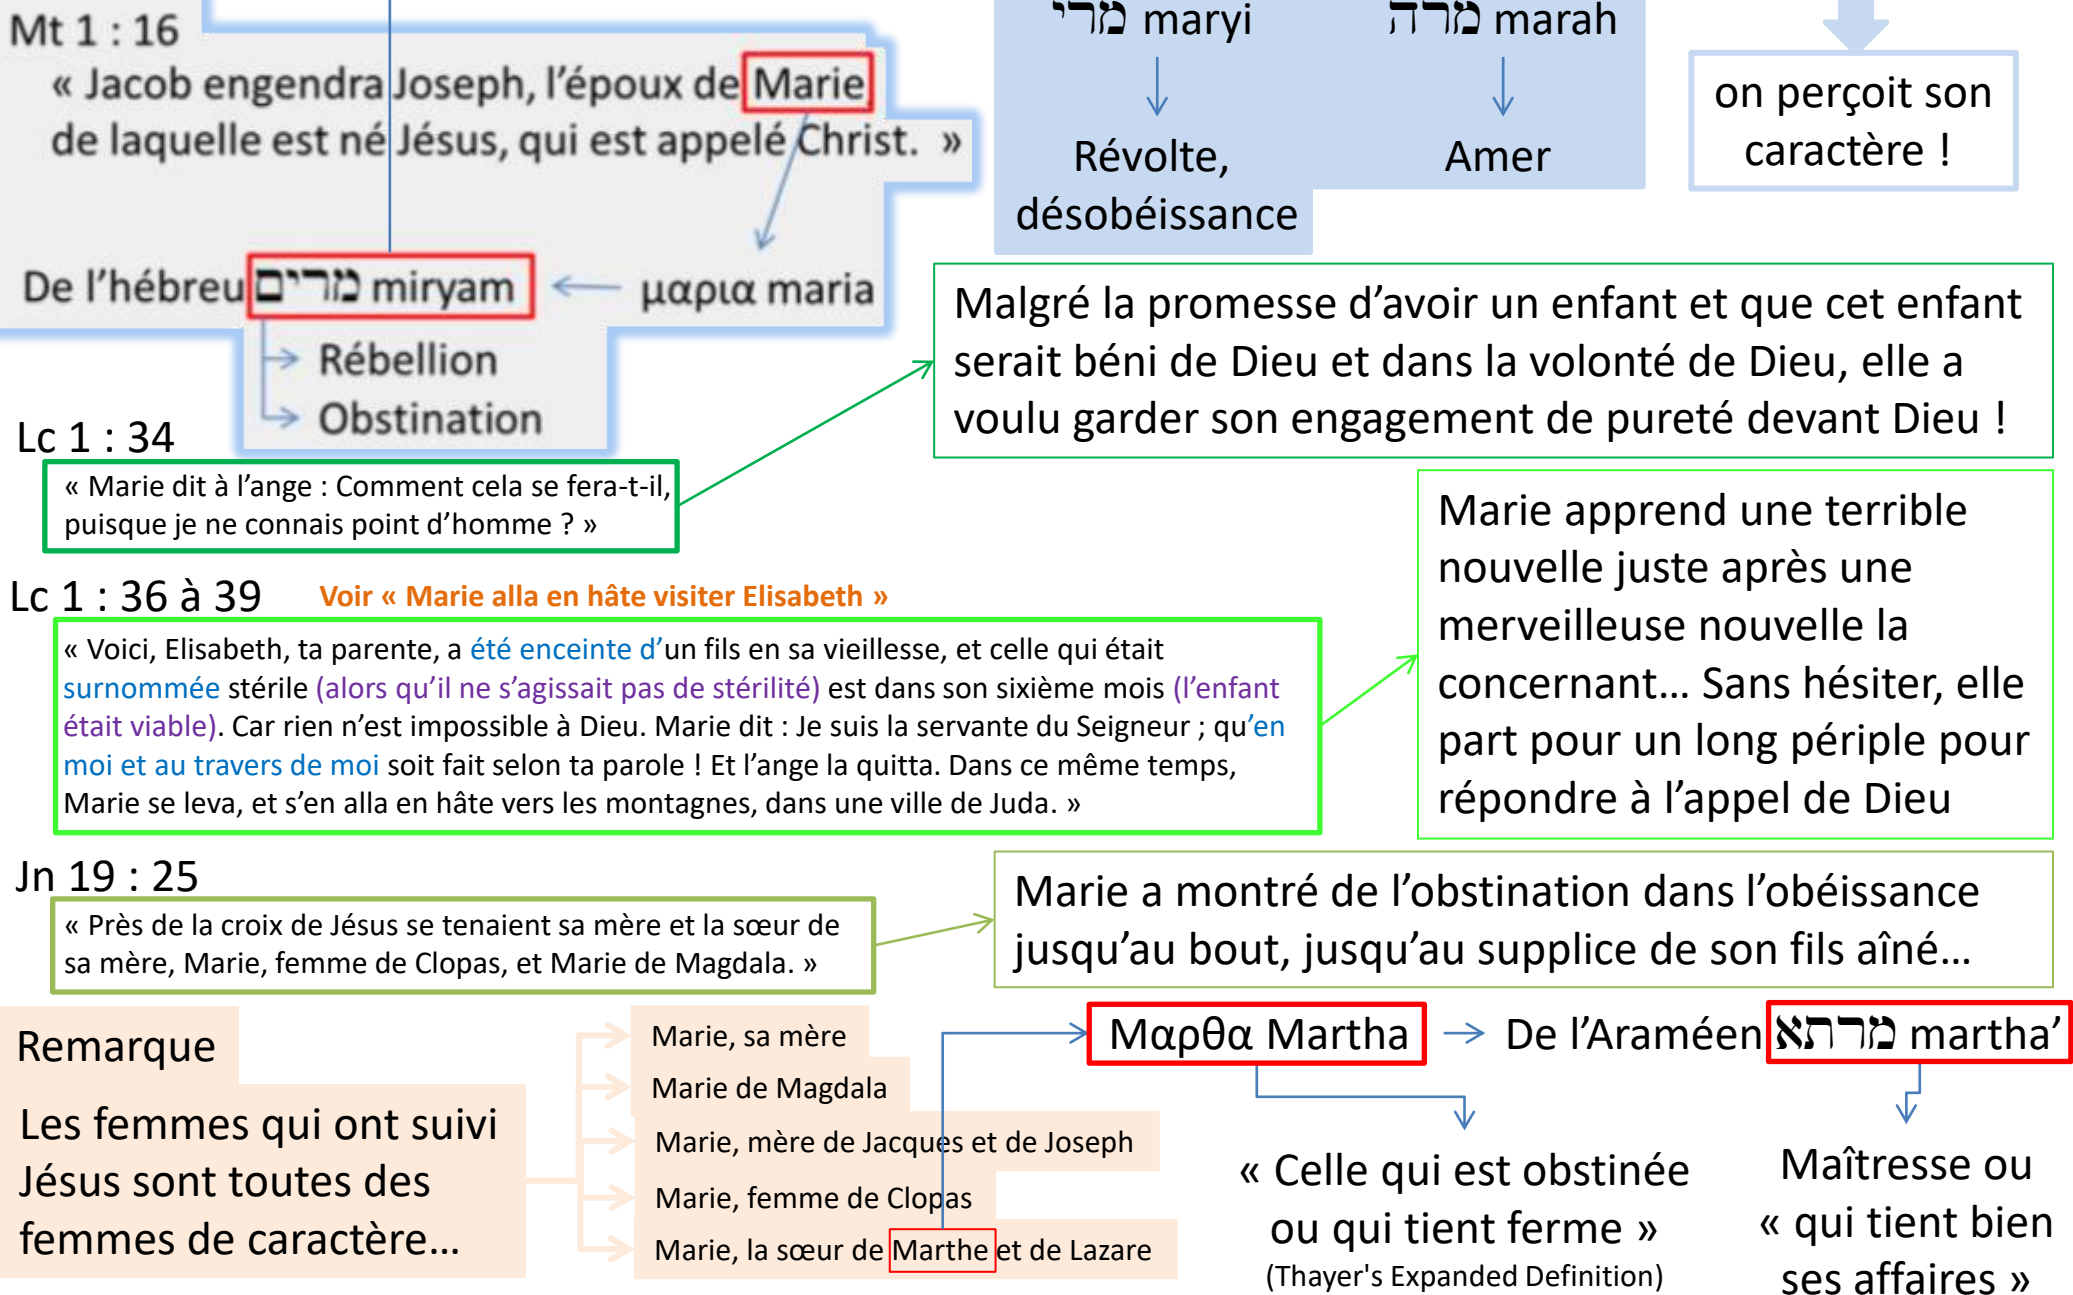 Mt 1 : 16
« Jacob engendra Joseph, l’époux de Marie,
de laquelle est né Jésus, qui est appelé Christ. »
De l’hébreu מרים miryam
μαρια maria
Rébellion
Obstination
מרי maryi
Révolte,
désobéissance
מרה marah
Amer
on perçoit son
caractère !
Lc 1 : 34
« Marie dit à l’ange : Comment cela se fera-t-il,
puisque je ne connais point d’homme ? »
Malgré la promesse d’avoir un enfant et que cet enfant
serait béni de Dieu et dans la volonté de Dieu, elle a
voulu garder son engagement de pureté devant Dieu !
Lc 1 : 36 à 39
Voir « Marie alla en hâte visiter Elisabeth »
« Voici, Elisabeth, ta parente, a été enceinte d’un fils en sa vieillesse, et celle qui était
surnommée stérile (alors qu’il ne s’agissait pas de stérilité) est dans son sixième mois (l’enfant
était viable). Car rien n’est impossible à Dieu. Marie dit : Je suis la servante du Seigneur ; qu’en
moi et au travers de moi soit fait selon ta parole ! Et l’ange la quitta. Dans ce même temps,
Marie se leva, et s’en alla en hâte vers les montagnes, dans une ville de Juda. »
Marie apprend une terrible
nouvelle juste après une
merveilleuse nouvelle la
concernant… Sans hésiter, elle
part pour un long périple pour
répondre à l’appel de Dieu
Jn 19 : 25
« Près de la croix de Jésus se tenaient sa mère et la sœur de
sa mère, Marie, femme de Clopas, et Marie de Magdala. »
Marie a montré de l’obstination dans l’obéissance
jusqu’au bout, jusqu’au supplice de son fils aîné…
Remarque
Les femmes qui ont suivi
Jésus sont toutes des
femmes de caractère…
Marie, sa mère
Marie de Magdala
Marie, mère de Jacques et de Joseph
Marie, femme de Clopas
Marie, la sœur de Marthe et de Lazare
Μαρθα Martha
De l’Araméen מרתא martha’
« Celle qui est obstinée
ou qui tient ferme »
(Thayer's Expanded Definition)
Maîtresse ou
« qui tient bien
ses affaires »